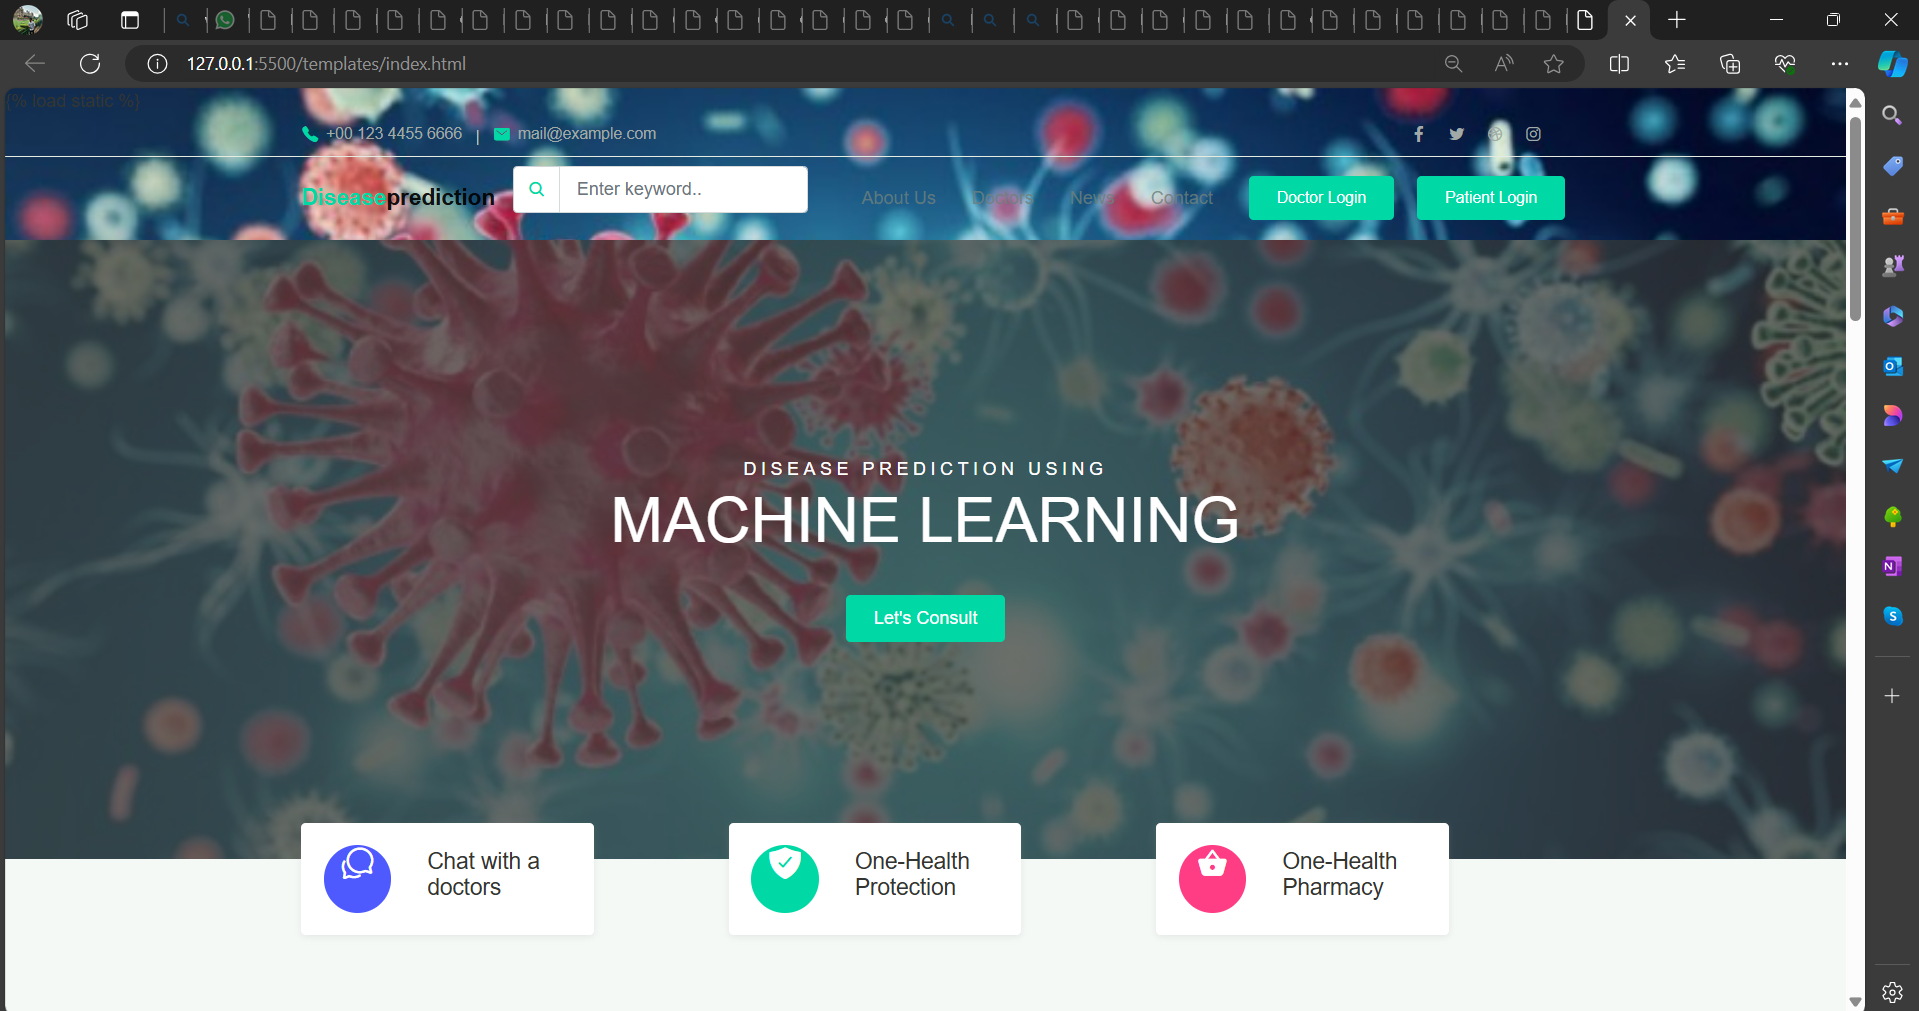 127.0.0.1:5500/templates/index.html
{% load static %}
+00 123 4455 6666 | mail@example.com
Diseaseprediction
Enter keyword..
About Us
Doctors
News
Contact
Doctor Login
Patient Login
DISEASE PREDICTION USING
MACHINE LEARNING
Let's Consult
Chat with a
doctors
One-Health
Protection
One-Health
Pharmacy